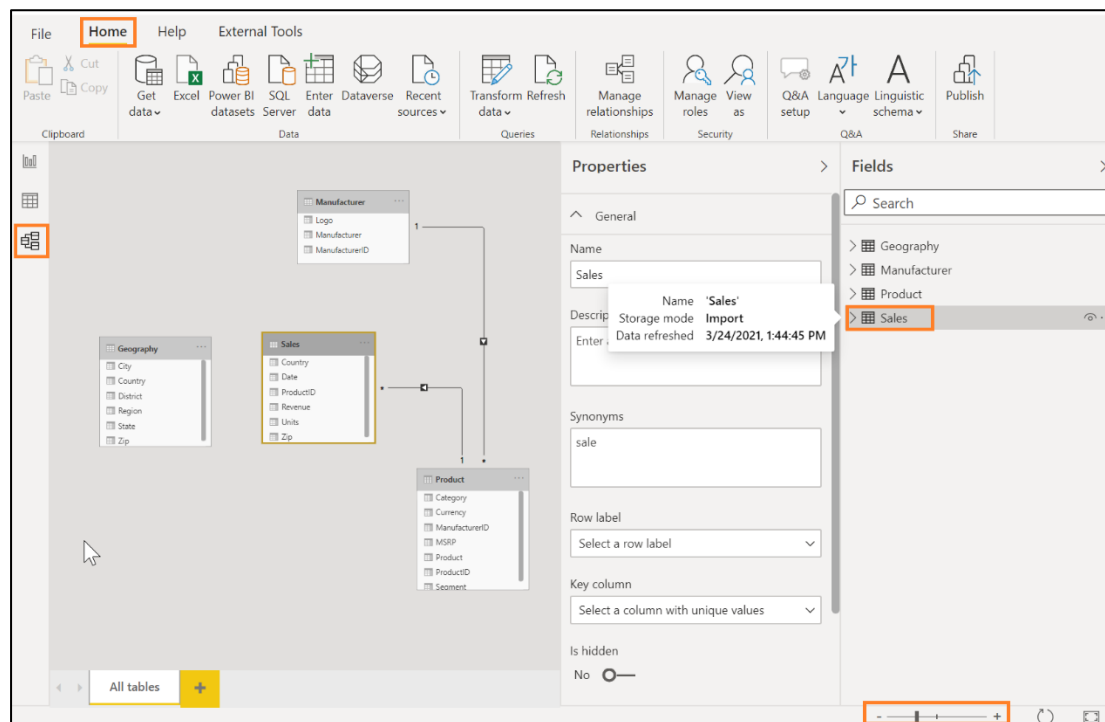 File Home Help External Tools
Paste
Cut
Copy
Get data
Excel
Power BI datasets
SQL Server
Enter data
Dataverse
Recent sources
Transform data
Refresh
Manage relationships
Manage roles
View as
Q&A setup
Language
Linguistic schema
Publish
Clipboard Data Queries Relationships Security Q&A Share
Manufacturer
Logo
Manufacturer
ManufacturerID
1
Geography
City
Country
District
Region
State
Zip
Sales
Country
Date
ProductID
Revenue
Units
Zip
*
1 *
Product
Category
Currency
ManufacturerID
MSRP
Product
ProductID
Segment
All tables
+
Properties
General
Name
Sales
Descrip
Enter a
Name 'Sales'
Storage mode Import
Data refreshed 3/24/2021, 1:44:45 PM
Synonyms
sale
Row label
Select a row label
Key column
Select a column with unique values
Is hidden
No
Fields
Search
Geography
Manufacturer
Product
Sales
- +